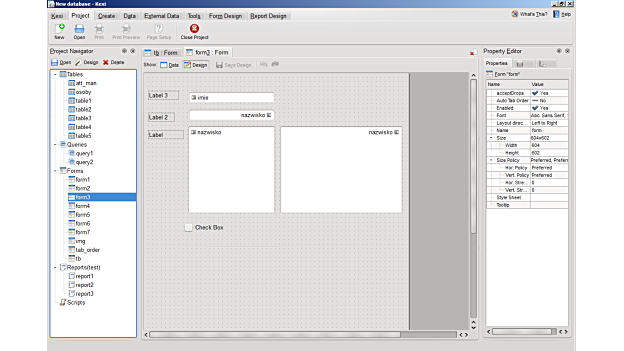 New database - Kexi
Kexi Project Create Data External Data Tools Form Design Report Design What's This? Help
New Open Print Print Preview Page Setup Close Project
Project Navigator
Open Design Delete
Tables
att_man
osoby
table1
table2
table3
table4
table5
Queries
query1
query2
Forms
form1
form2
form3
form4
form5
form6
form7
img
tab_order
tb
Reports(test)
report1
report2
report3
Scripts
tb : Form form3 : Form
Show: Data Design Save Design
Label 3 imie
Label 2 nazwisko
Label nazwisko nazwisko
Check Box
Property Editor
Properties
Form "form"
Name Value
acceptDrops Yes
Auto Tab Order No
Enabled Yes
Font Abc, Sans Serif,
Layout direc... Left to Right
Name form
Size 604x602
Width 604
Height 602
Size Policy Preferred, Preferr
Hor. Policy Preferred
Vert. Policy Preferred
Hor. Stre... 0
Vert. Str... 0
Style Sheet
Tooltip